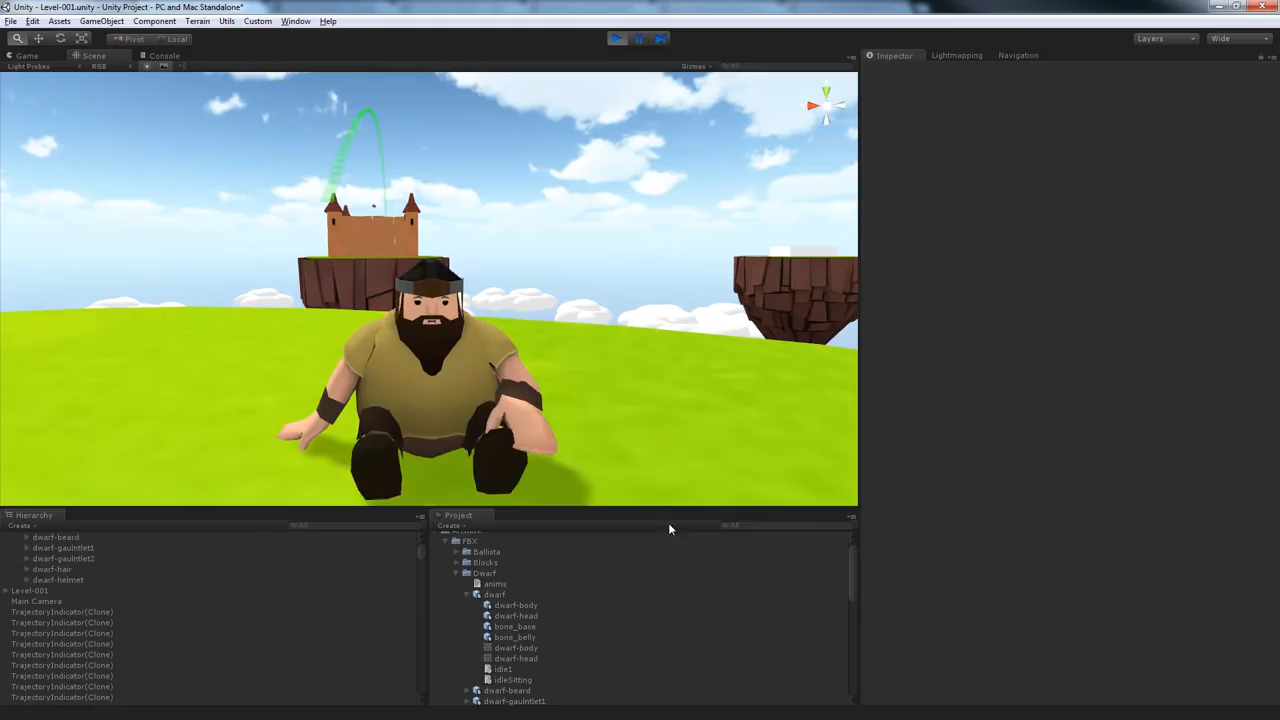 Unity - Level-001.unity - Unity Project - PC and Mac Standalone*
File Edit Assets GameObject Component Terrain Utils Custom Window Help
Pivot Local Layers Wide
Game Scene Console Inspector Lightmapping Navigation
Light Probes RGB Gizmos All
Hierarchy
Create All
dwarf-beard
dwarf-gaulntlet1
dwarf-gaulntlet2
dwarf-hair
dwarf-helmet
Level-001
Main Camera
TrajectoryIndicator(Clone)
TrajectoryIndicator(Clone)
TrajectoryIndicator(Clone)
TrajectoryIndicator(Clone)
TrajectoryIndicator(Clone)
TrajectoryIndicator(Clone)
TrajectoryIndicator(Clone)
TrajectoryIndicator(Clone)
TrajectoryIndicator(Clone)
Project
Create All
FBX
Ballista
Blocks
Dwarf
anims
dwarf
dwarf-body
dwarf-head
bone_base
bone_belly
dwarf-body
dwarf-head
idle1
idleSitting
dwarf-beard
dwarf-gaulntlet1